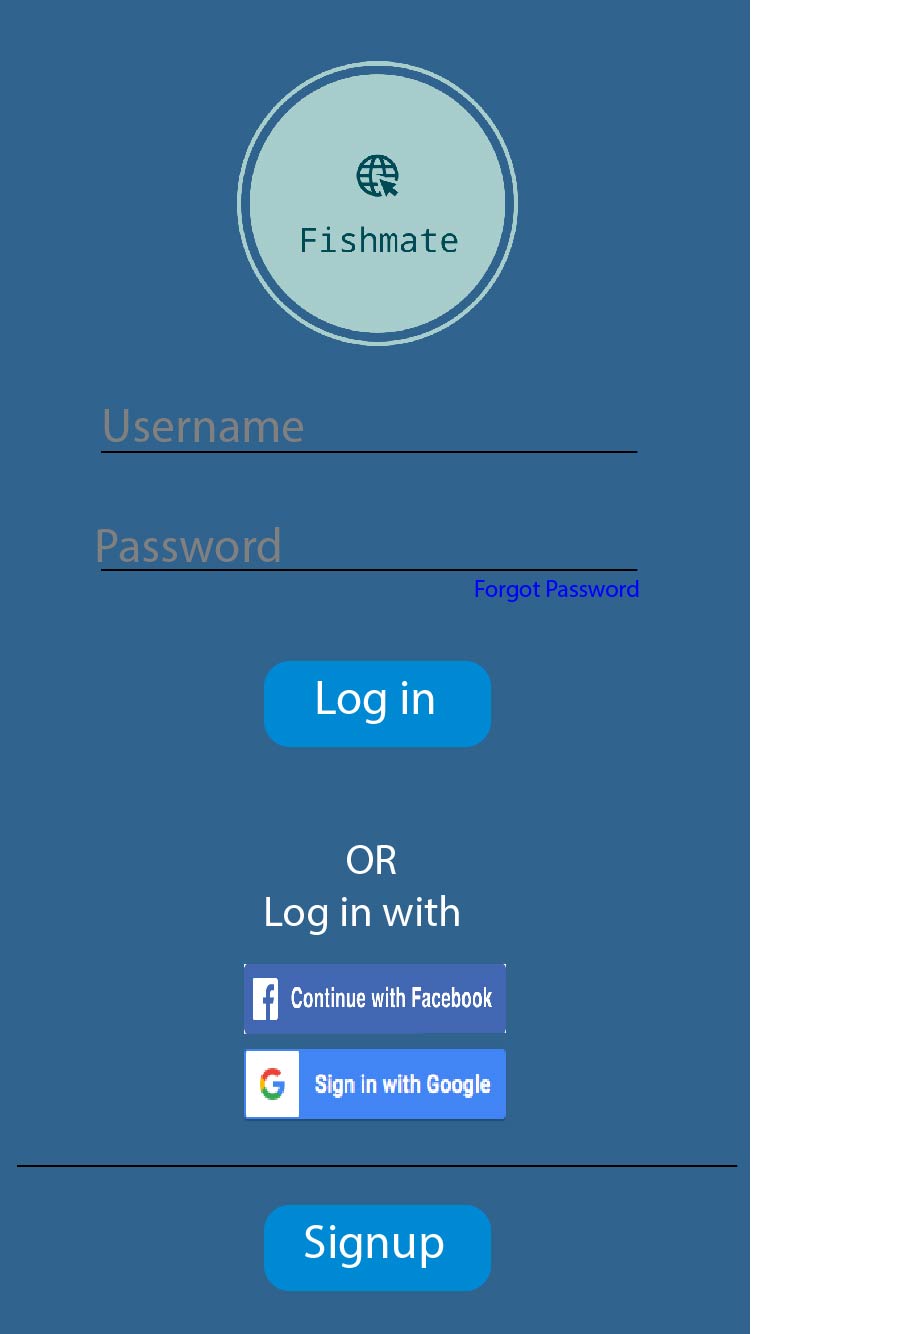 Fishmate
Username
Password
Forgot Password
Log in
OR
Log in with
Continue with Facebook
Sign in with Google
Signup